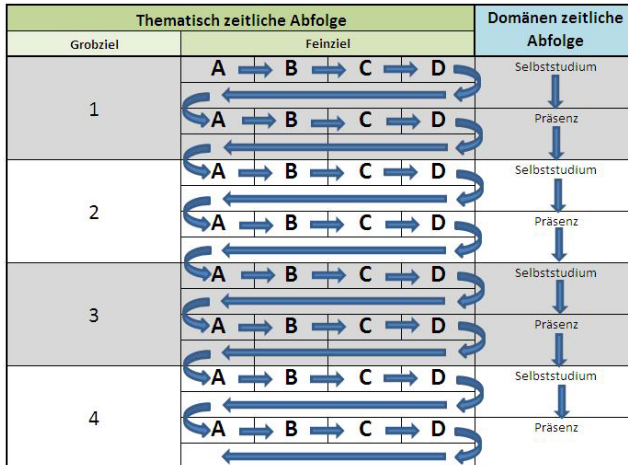 Thematisch zeitliche Abfolge
Domänen zeitliche
Abfolge
Grobziel
Feinziel
1
A B C D
Selbststudium
A B C D
Präsenz
2
A B C D
Selbststudium
A B C D
Präsenz
3
A B C D
Selbststudium
A B C D
Präsenz
4
A B C D
Selbststudium
A B C D
Präsenz